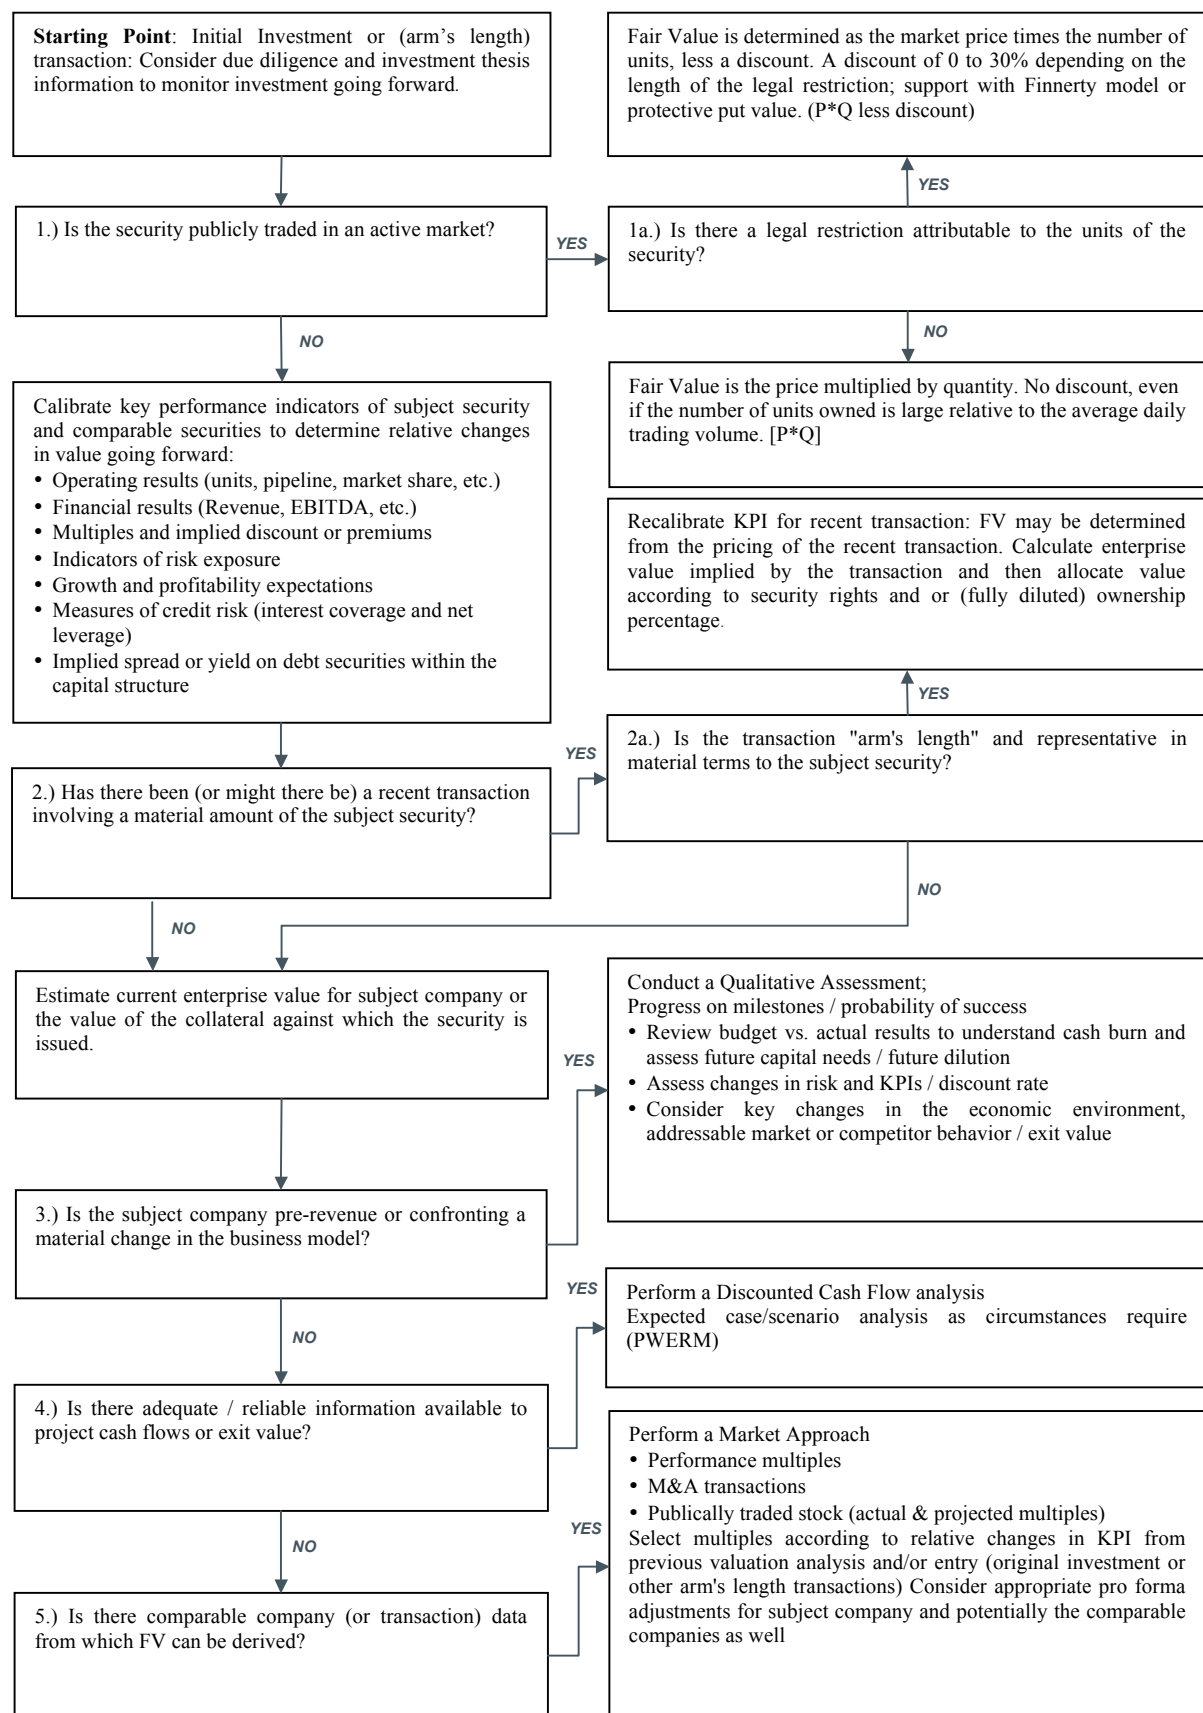 Starting Point: Initial Investment or (arm's length)
transaction: Consider due diligence and investment thesis
information to monitor investment going forward.
Fair Value is determined as the market price times the number of
units, less a discount. A discount of 0 to 30% depending on the
length of the legal restriction; support with Finnerty model or
protective put value. (P*Q less discount)
YES
1.) Is the security publicly traded in an active market?
YES
1a.) Is there a legal restriction attributable to the units of the
security?
NO
NO
Fair Value is the price multiplied by quantity. No discount, even
if the number of units owned is large relative to the average daily
trading volume. [P*Q]
Calibrate key performance indicators of subject security
and comparable securities to determine relative changes
in value going forward:
• Operating results (units, pipeline, market share, etc.)
• Financial results (Revenue, EBITDA, etc.)
• Multiples and implied discount or premiums
• Indicators of risk exposure
• Growth and profitability expectations
• Measures of credit risk (interest coverage and net
leverage)
• Implied spread or yield on debt securities within the
capital structure
Recalibrate KPI for recent transaction: FV may be determined
from the pricing of the recent transaction. Calculate enterprise
value implied by the transaction and then allocate value
according to security rights and or (fully diluted) ownership
percentage.
YES
2.) Has there been (or might there be) a recent transaction
involving a material amount of the subject security?
YES
2a.) Is the transaction "arm's length" and representative in
material terms to the subject security?
NO
NO
Estimate current enterprise value for subject company or
the value of the collateral against which the security is
issued.
YES
Conduct a Qualitative Assessment;
Progress on milestones / probability of success
• Review budget vs. actual results to understand cash burn and
assess future capital needs / future dilution
• Assess changes in risk and KPIs / discount rate
• Consider key changes in the economic environment,
addressable market or competitor behavior / exit value
3.) Is the subject company pre-revenue or confronting a
material change in the business model?
NO
YES
Perform a Discounted Cash Flow analysis
Expected case/scenario analysis as circumstances require
(PWERM)
4.) Is there adequate / reliable information available to
project cash flows or exit value?
NO
YES
Perform a Market Approach
• Performance multiples
• M&A transactions
• Publically traded stock (actual & projected multiples)
Select multiples according to relative changes in KPI from
previous valuation analysis and/or entry (original investment or
other arm's length transactions) Consider appropriate pro forma
adjustments for subject company and potentially the comparable
companies as well
5.) Is there comparable company (or transaction) data
from which FV can be derived?